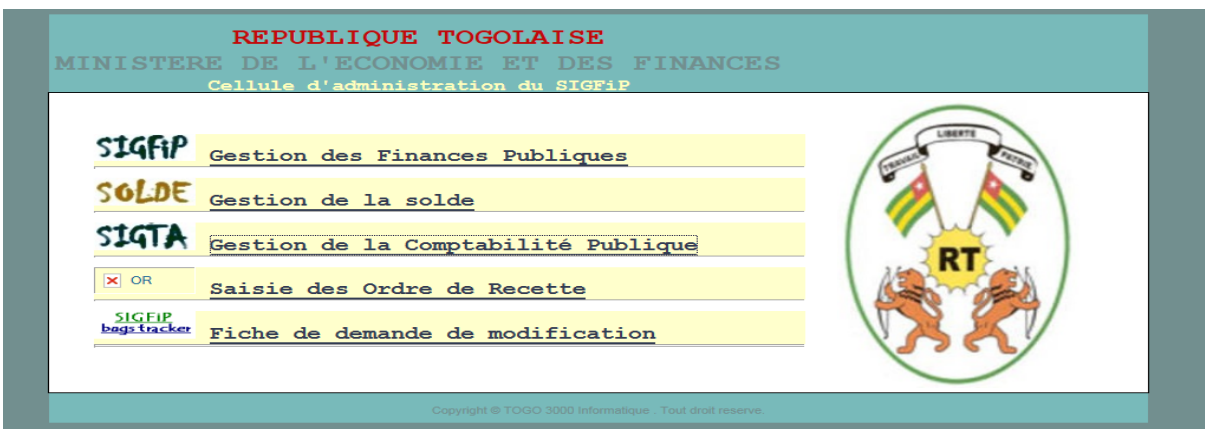 REPUBLIQUE TOGOLAISE
MINISTERE DE L'ECONOMIE ET DES FINANCES
Cellule d'administration du SIGFiP
SIGFiP Gestion des Finances Publiques
SOLDE Gestion de la solde
SIGTA Gestion de la Comptabilité Publique
OR Saisie des Ordre de Recette
SIGFiP
bags tracker Fiche de demande de modification
TRAVAIL LIBERTE PATRIE
RT
Copyright © TOGO 3000 Informatique . Tout droit reserve.